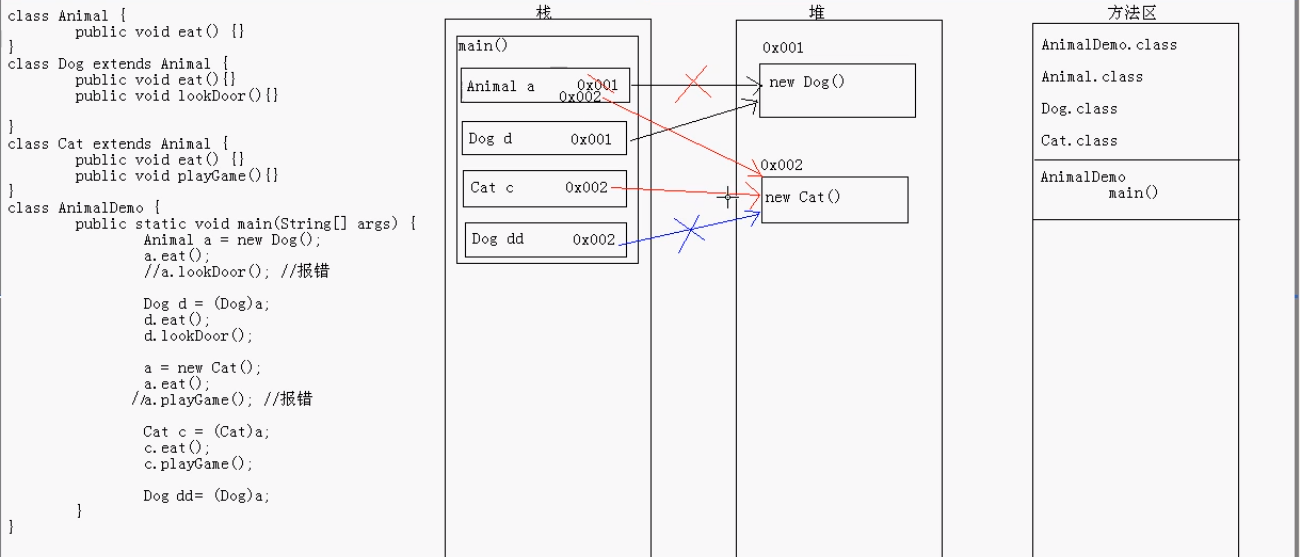 class Animal {
public void eat() {}
}
class Dog extends Animal {
public void eat(){}
public void lookDoor(){}
}
class Cat extends Animal {
public void eat() {}
public void playGame(){}
}
class AnimalDemo {
public static void main(String[] args) {
Animal a = new Dog();
a.eat();
//a.lookDoor(); //报错
Dog d = (Dog)a;
d.eat();
d.lookDoor();
a = new Cat();
a.eat();
//a.playGame(); //报错
Cat c = (Cat)a;
c.eat();
c.playGame();
Dog dd= (Dog)a;
}
}
栈
main()
Animal a 0x001
0x002
Dog d 0x001
Cat c 0x002
Dog dd 0x002
堆
0x001
new Dog()
0x002
new Cat()
方法区
AnimalDemo.class
Animal.class
Dog.class
Cat.class
AnimalDemo
main()